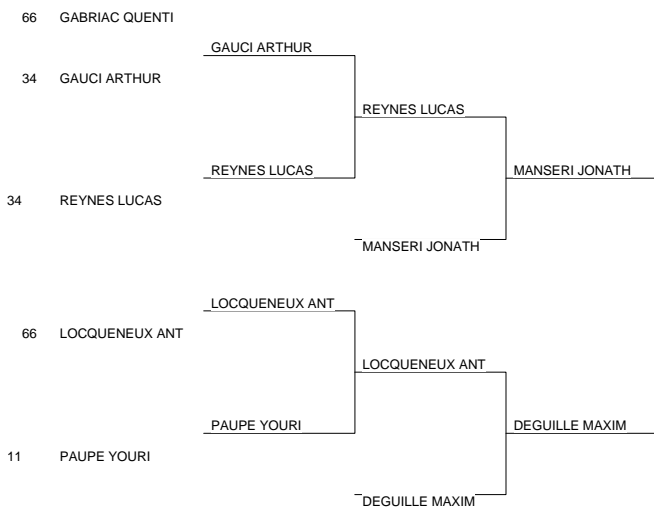 66 GABRIAC QUENTI
GAUCI ARTHUR
34 GAUCI ARTHUR
REYNES LUCAS
REYNES LUCAS
MANSERI JONATH
34 REYNES LUCAS
MANSERI JONATH
LOCQUENEUX ANT
66 LOCQUENEUX ANT
LOCQUENEUX ANT
PAUPE YOURI
DEGUILLE MAXIM
11 PAUPE YOURI
DEGUILLE MAXIM